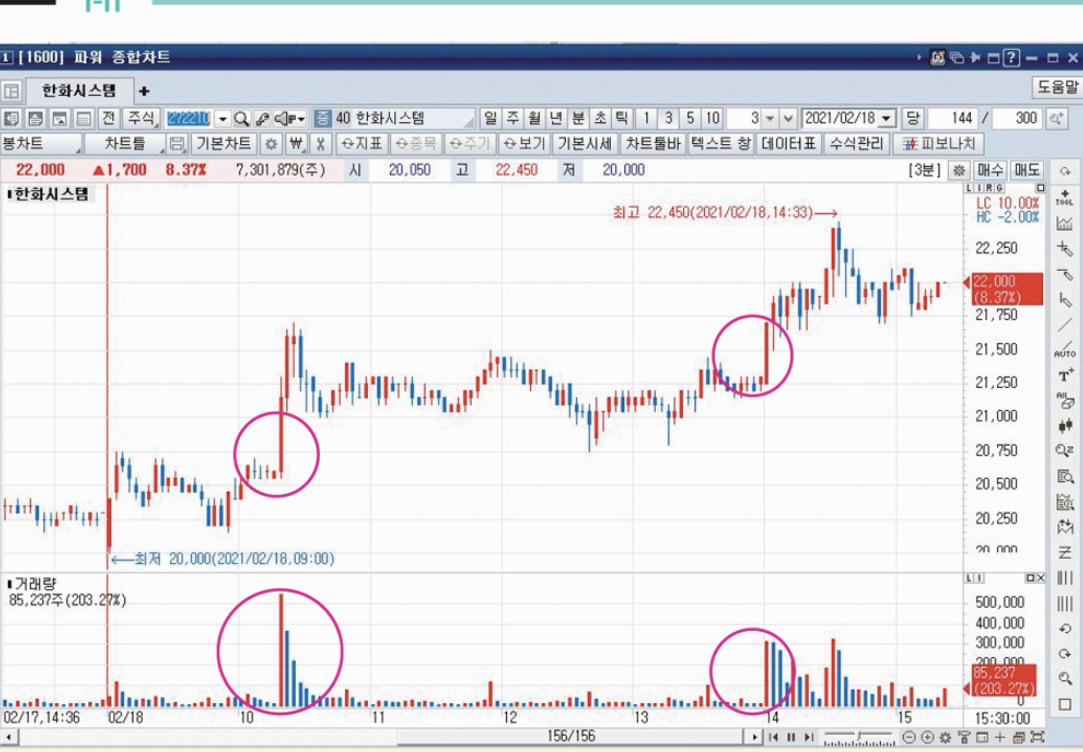 1-11
1 [1600] 파워 종합차트
한화시스템 +
도움말
전 주식 272210 증 40 한화시스템 일 주 월 년 분 초 틱 1 3 5 10 3 2021/02/18 당 144 / 300
봉차트 차트틀 기본차트 ₩ 지표 종목 주기 보기 기본시세 차트툴바 텍스트 창 데이터표 수식관리 피보나치
22,000 ▲1,700 8.37% 7,301,879(주) 시 20,050 고 22,450 저 20,000 [3분] 매수 매도
한화시스템
L I R G
TOOL
LC 10.00%
HC -2.00%
최고 22,450(2021/02/18,14:33)→
22,250
22,000
(8.37%)
21,750
21,500
AUTO
21,250
All
21,000
20,750
20,500
20,250
20,000
←최저 20,000(2021/02/18,09:00)
거래량
L I
85,237주(203.27%)
500,000
400,000
300,000
200,000
85,237
(203.27%)
0
02/17,14:36 02/18 10 11 12 13 14 15 15:30:00
156/156